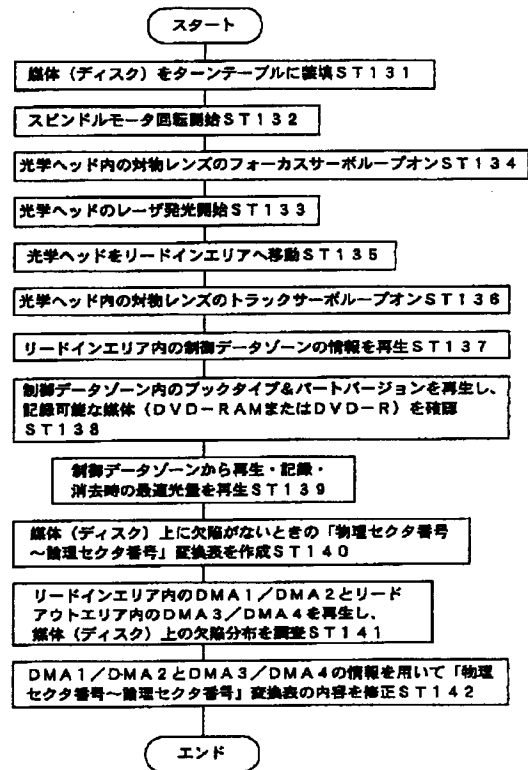 スタート
媒体（ディスク）をターンテーブルに装填ST131
スピンドルモータ回転開始ST132
光学ヘッド内の対物レンズのフォーカスサーボループオンST134
光学ヘッドのレーザ発光開始ST133
光学ヘッドをリードインエリアへ移動ST135
光学ヘッド内の対物レンズのトラックサーボループオンST136
リードインエリア内の制御データゾーンの情報を再生ST137
制御データゾーン内のブックタイプ&パートバージョンを再生し、
記録可能な媒体（DVD－RAMまたはDVD－R）を確認
ST138
制御データゾーンから再生・記録・
消去時の最適光量を再生ST139
媒体（ディスク）上に欠陥がないときの「物理セクタ番号
～論理セクタ番号」変換表を作成ST140
リードインエリア内のDMA1／DMA2とリード
アウトエリア内のDMA3／DMA4を再生し、
媒体（ディスク）上の欠陥分布を調査ST141
DMA1／DMA2とDMA3／DMA4の情報を用いて「物理
セクタ番号～論理セクタ番号」変換表の内容を修正ST142
エンド